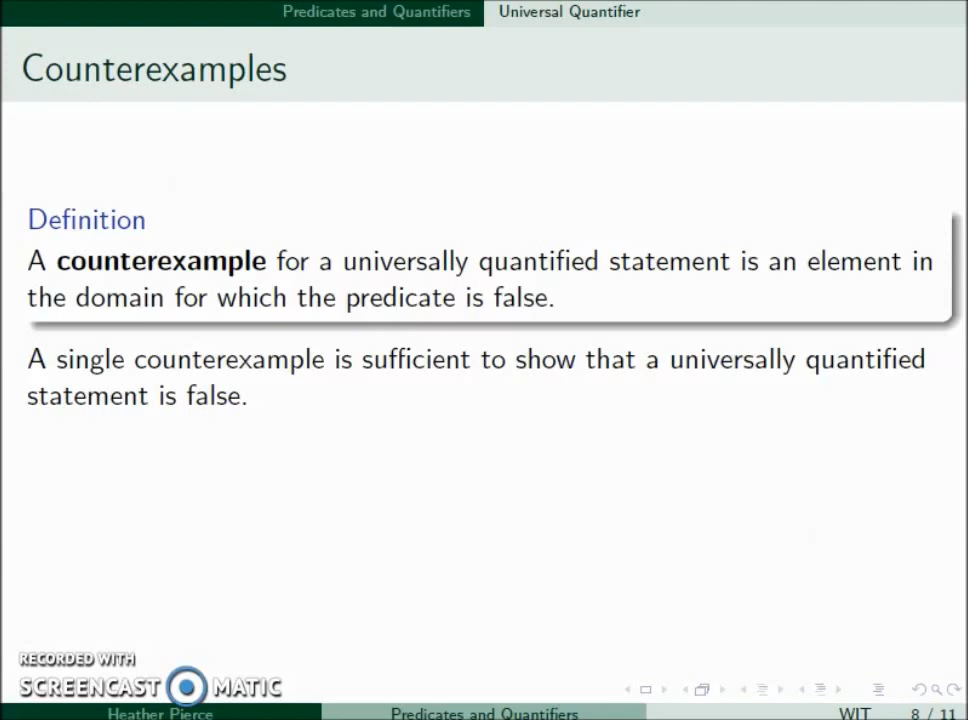 Predicates and Quantifiers Universal Quantifier
Counterexamples
Definition
A counterexample for a universally quantified statement is an element in
the domain for which the predicate is false.
A single counterexample is sufficient to show that a universally quantified
statement is false.
RECORDED WITH
SCREENCAST MATIC
Heather Pierce Predicates and Quantifiers WIT 8 / 11